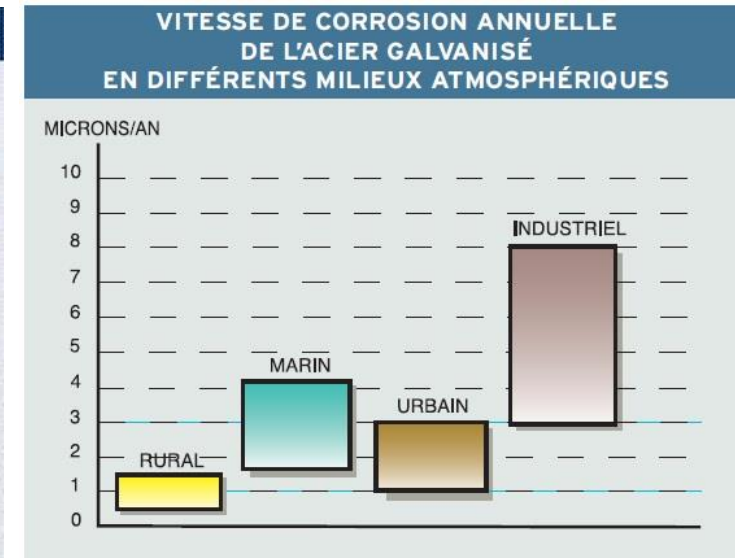 VITESSE DE CORROSION ANNUELLE
DE L'ACIER GALVANISÉ
EN DIFFÉRENTS MILIEUX ATMOSPHÉRIQUES
MICRONS/AN
10
9
8
INDUSTRIEL
7
6
5
MARIN
4
URBAIN
3
2
RURAL
1
0